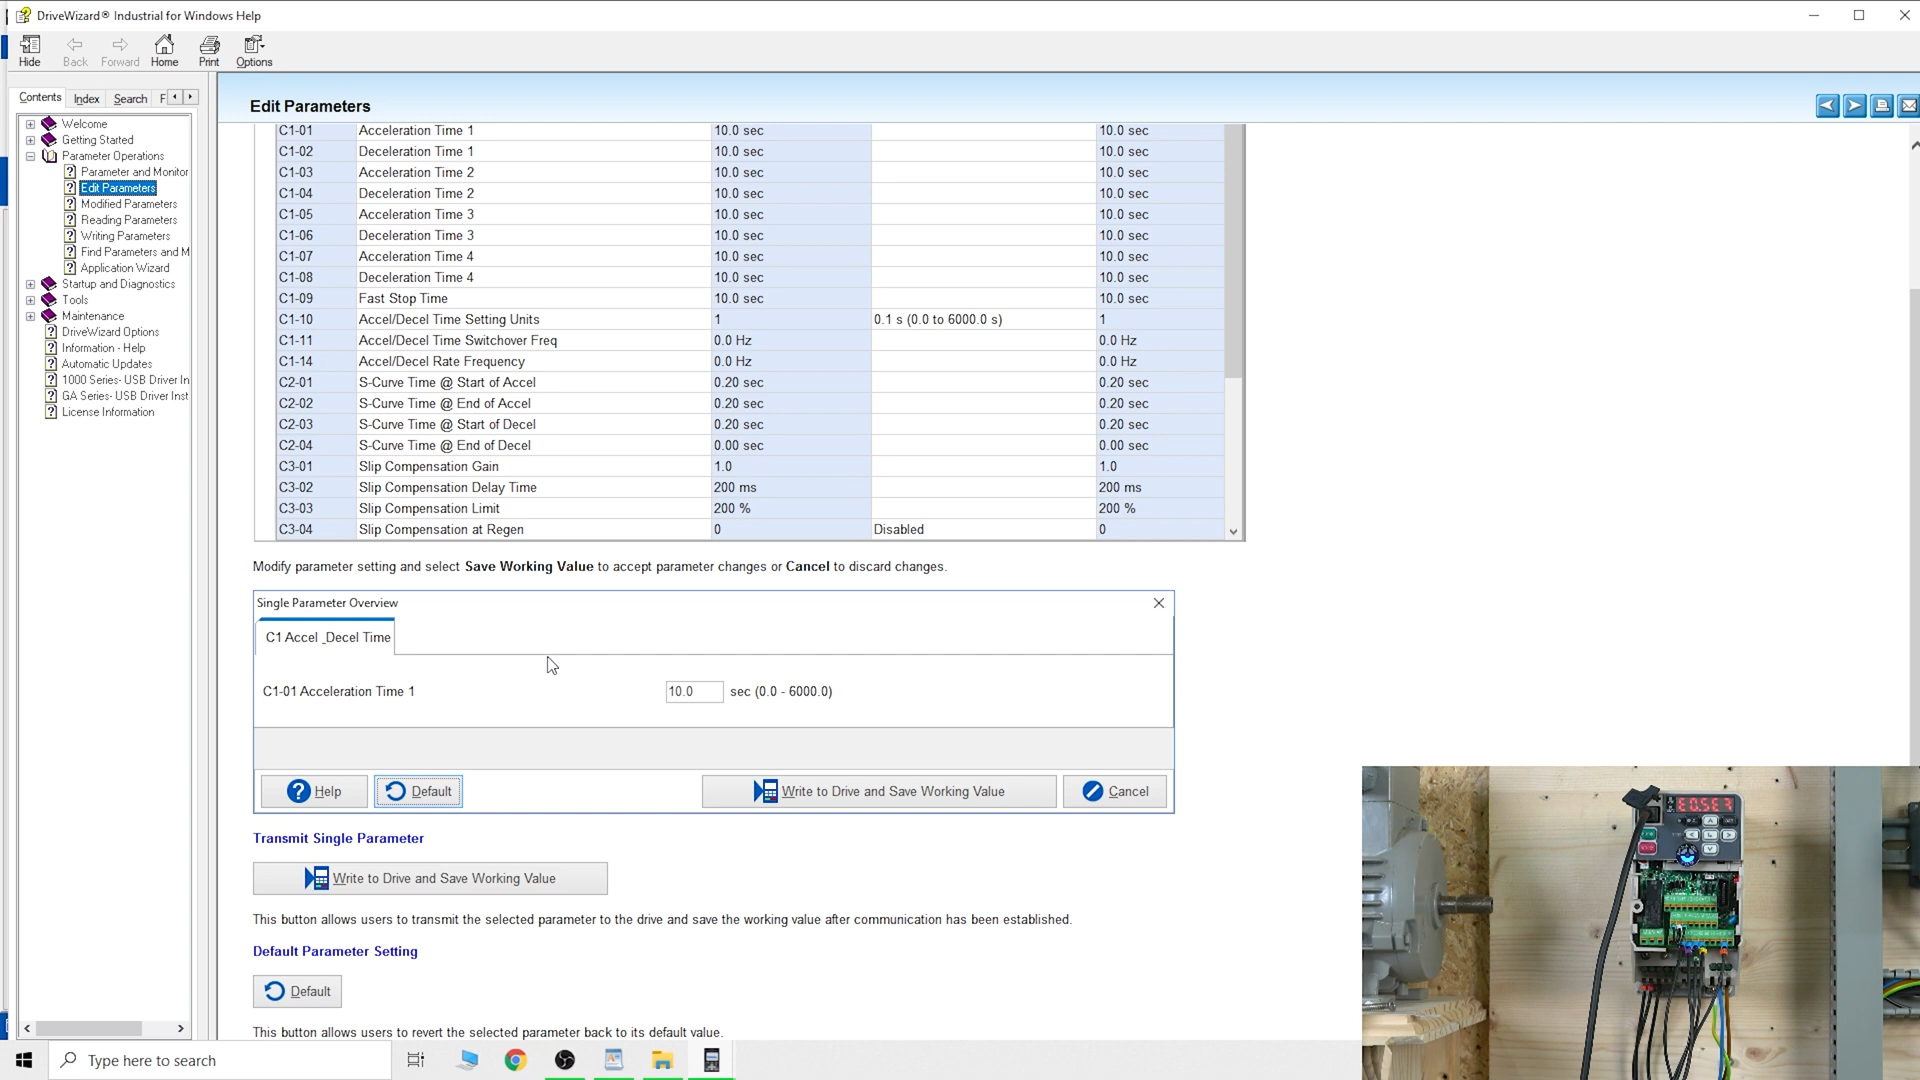 DriveWizard® Industrial for Windows Help
Hide Back Forward Home Print Options
Contents Index Search F
Welcome
Getting Started
Parameter Operations
Parameter and Monitor
Edit Parameters
Modified Parameters
Reading Parameters
Writing Parameters
Find Parameters and M
Application Wizard
Startup and Diagnostics
Tools
Maintenance
DriveWizard Options
Information - Help
Automatic Updates
1000 Series- USB Driver In
GA Series- USB Driver Inst
License Information
Edit Parameters
C1-01 Acceleration Time 1 10.0 sec 10.0 sec
C1-02 Deceleration Time 1 10.0 sec 10.0 sec
C1-03 Acceleration Time 2 10.0 sec 10.0 sec
C1-04 Deceleration Time 2 10.0 sec 10.0 sec
C1-05 Acceleration Time 3 10.0 sec 10.0 sec
C1-06 Deceleration Time 3 10.0 sec 10.0 sec
C1-07 Acceleration Time 4 10.0 sec 10.0 sec
C1-08 Deceleration Time 4 10.0 sec 10.0 sec
C1-09 Fast Stop Time 10.0 sec 10.0 sec
C1-10 Accel/Decel Time Setting Units 1 0.1 s (0.0 to 6000.0 s) 1
C1-11 Accel/Decel Time Switchover Freq 0.0 Hz 0.0 Hz
C1-14 Accel/Decel Rate Frequency 0.0 Hz 0.0 Hz
C2-01 S-Curve Time @ Start of Accel 0.20 sec 0.20 sec
C2-02 S-Curve Time @ End of Accel 0.20 sec 0.20 sec
C2-03 S-Curve Time @ Start of Decel 0.20 sec 0.20 sec
C2-04 S-Curve Time @ End of Decel 0.00 sec 0.00 sec
C3-01 Slip Compensation Gain 1.0 1.0
C3-02 Slip Compensation Delay Time 200 ms 200 ms
C3-03 Slip Compensation Limit 200 % 200 %
C3-04 Slip Compensation at Regen 0 Disabled 0
Modify parameter setting and select Save Working Value to accept parameter changes or Cancel to discard changes.
Single Parameter Overview
C1 Accel _Decel Time
C1-01 Acceleration Time 1 10.0 sec (0.0 - 6000.0)
Help Default Write to Drive and Save Working Value Cancel
Transmit Single Parameter
Write to Drive and Save Working Value
This button allows users to transmit the selected parameter to the drive and save the working value after communication has been established.
Default Parameter Setting
Default
This button allows users to revert the selected parameter back to its default value.
Type here to search